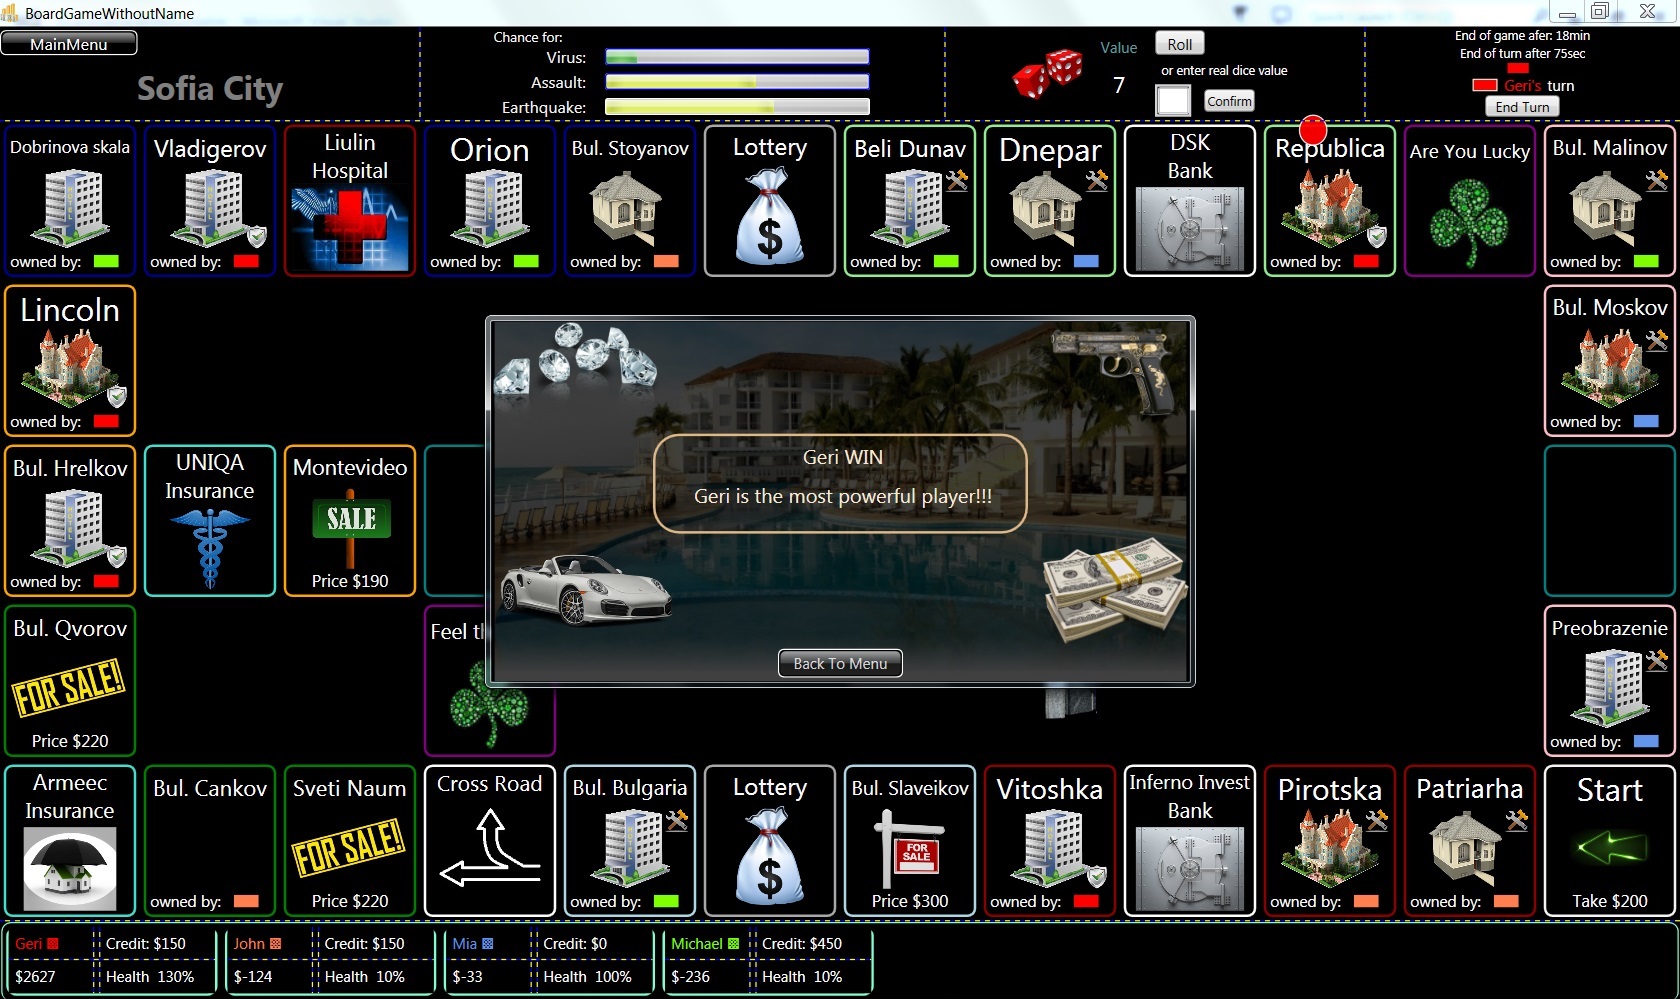 BoardGameWithoutName
MainMenu
Sofia City
Chance for:
Virus:
Assault:
Earthquake:
Value
7
Roll
or enter real dice value
Confirm
End of game afer: 18min
End of turn after 75sec
Geri's turn
End Turn
Dobrinova skala
owned by:
Vladigerov
owned by:
Liulin
Hospital
Orion
owned by:
Bul. Stoyanov
owned by:
Lottery
$
Beli Dunav
owned by:
Dnepar
owned by:
DSK
Bank
Republica
owned by:
Are You Lucky
Bul. Malinov
owned by:
Lincoln
owned by:
Bul. Moskov
owned by:
Geri WIN
Geri is the most powerful player!!!
Back To Menu
Bul. Hrelkov
owned by:
UNIQA
Insurance
Montevideo
SALE
Price $190
Bul. Qvorov
FOR SALE!
Price $220
Feel
Preobrazenie
owned by:
Armeec
Insurance
Bul. Cankov
owned by:
Sveti Naum
FOR SALE!
Price $220
Cross Road
Bul. Bulgaria
owned by:
Lottery
$
Bul. Slaveikov
FOR
SALE
Price $300
Vitoshka
owned by:
Inferno Invest
Bank
Pirotska
owned by:
Patriarha
owned by:
Start
Take $200
Geri
Credit: $150
$2627
Health 130%
John
Credit: $150
$-124
Health 10%
Mia
Credit: $0
$-33
Health 100%
Michael
Credit: $450
$-236
Health 10%